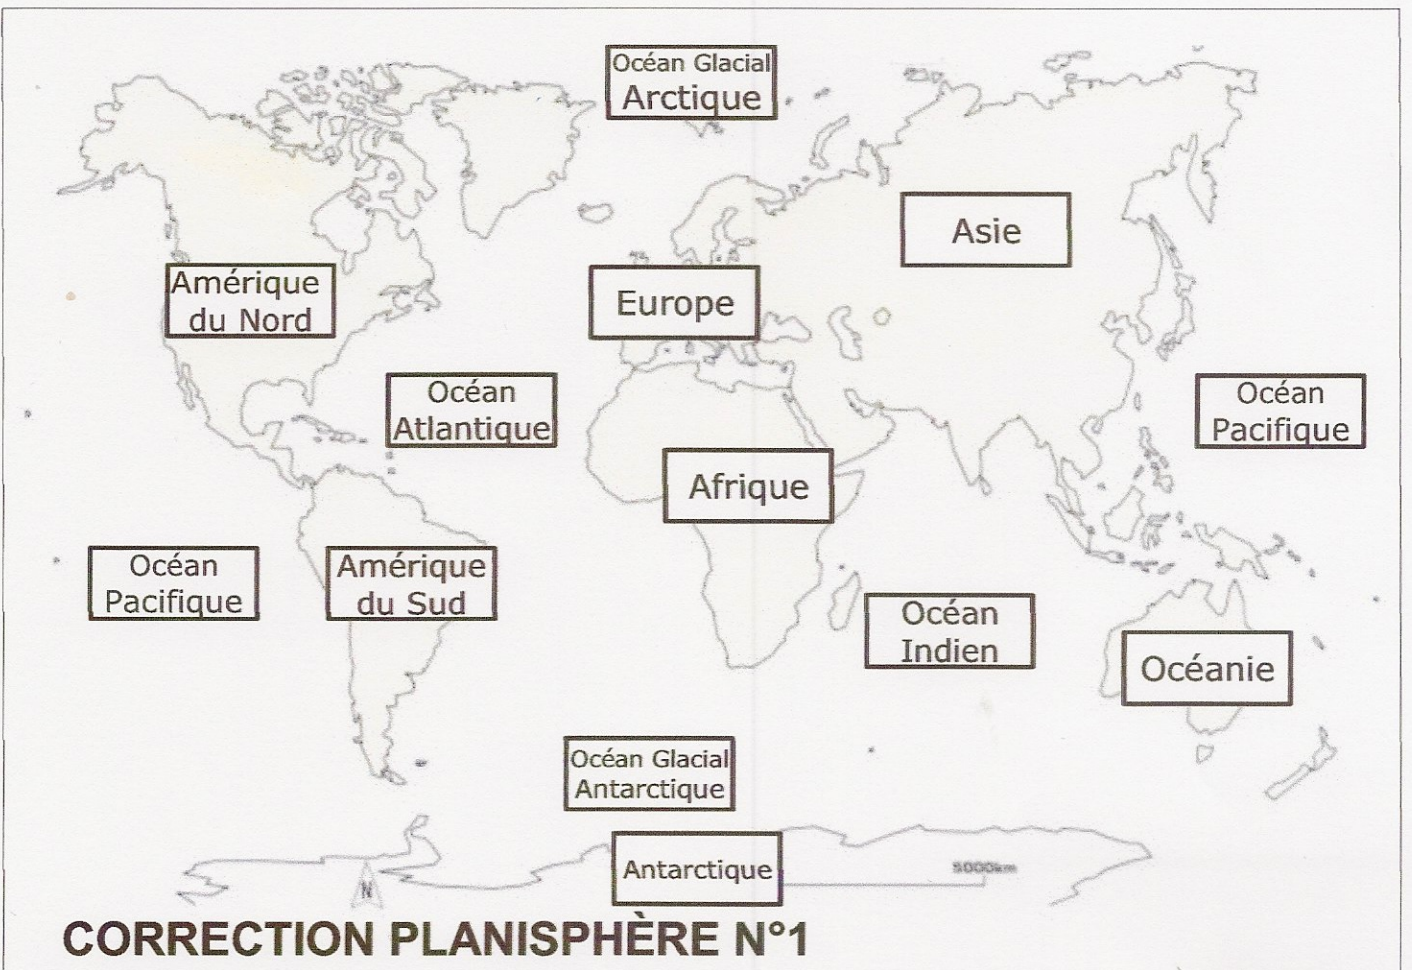 Océan Glacial
Arctique
Asie
Amérique
du Nord
Europe
Océan
Atlantique
Océan
Pacifique
Afrique
Océan
Pacifique
Amérique
du Sud
Océan
Indien
Océanie
Océan Glacial
Antarctique
Antarctique
5000km
N
CORRECTION PLANISPHÈRE N°1